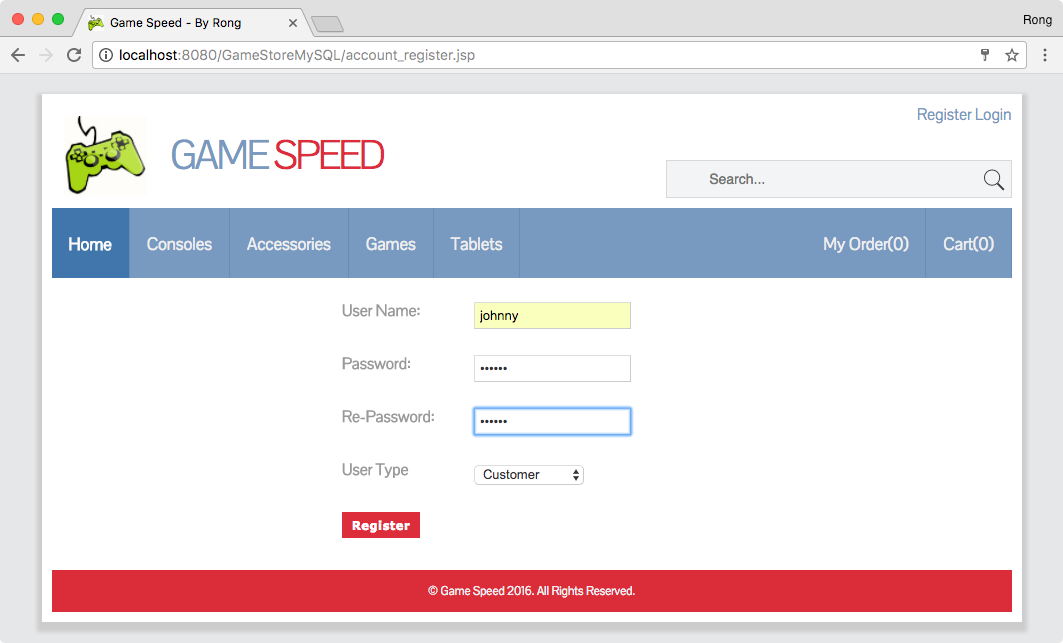 Game Speed - By Rong
Rong
localhost:8080/GameStoreMySQL/account_register.jsp
Register Login
GAME SPEED
Search...
Home Consoles Accessories Games Tablets My Order(0) Cart(0)
User Name: johnny
Password: ••••••
Re-Password: ••••••
User Type Customer
Register
© Game Speed 2016. All Rights Reserved.